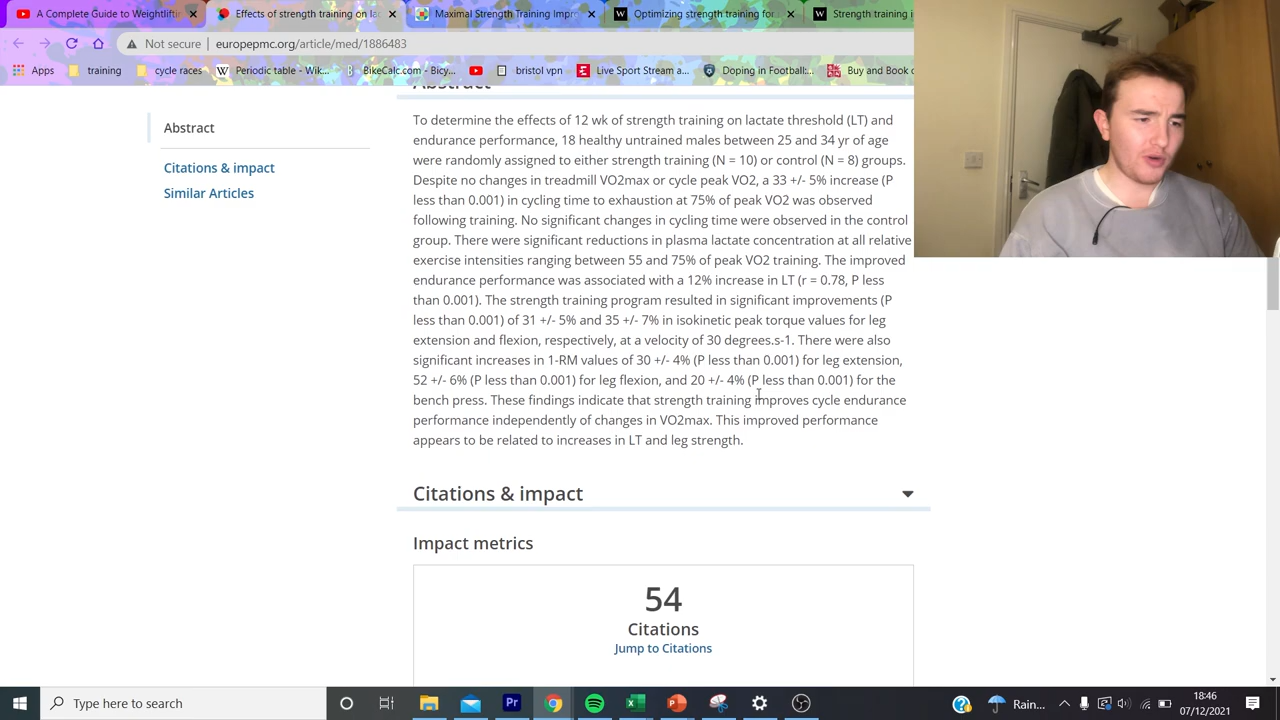 A Complete Guide to Weightlift
Effects of strength training on la
Maximal Strength Training Impr
Optimizing strength training for
Strength training i
Not secure | europepmc.org/article/med/1886483
Apps
training
cycle races
Periodic table - Wik...
BikeCalc.com - Bicy...
bristol vpn
Live Sport Stream a...
Doping in Football:...
Buy and Book
Abstract
Abstract
Citations & impact
Similar Articles
To determine the effects of 12 wk of strength training on lactate threshold (LT) and
endurance performance, 18 healthy untrained males between 25 and 34 yr of age
were randomly assigned to either strength training (N = 10) or control (N = 8) groups.
Despite no changes in treadmill VO2max or cycle peak VO2, a 33 +/- 5% increase (P
less than 0.001) in cycling time to exhaustion at 75% of peak VO2 was observed
following training. No significant changes in cycling time were observed in the control
group. There were significant reductions in plasma lactate concentration at all relative
exercise intensities ranging between 55 and 75% of peak VO2 training. The improved
endurance performance was associated with a 12% increase in LT (r = 0.78, P less
than 0.001). The strength training program resulted in significant improvements (P
less than 0.001) of 31 +/- 5% and 35 +/- 7% in isokinetic peak torque values for leg
extension and flexion, respectively, at a velocity of 30 degrees.s-1. There were also
significant increases in 1-RM values of 30 +/- 4% (P less than 0.001) for leg extension,
52 +/- 6% (P less than 0.001) for leg flexion, and 20 +/- 4% (P less than 0.001) for the
bench press. These findings indicate that strength training improves cycle endurance
performance independently of changes in VO2max. This improved performance
appears to be related to increases in LT and leg strength.
Citations & impact
Impact metrics
54
Citations
Jump to Citations
Type here to search
Rain...
18:46
07/12/2021